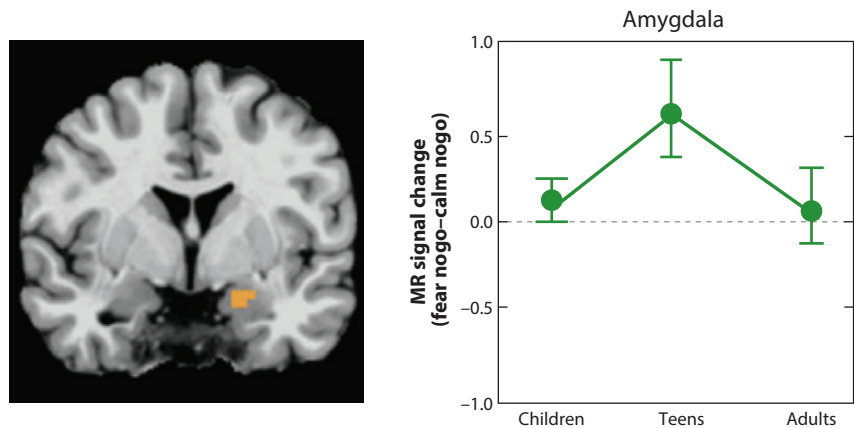 Amygdala
MR signal change
(fear nogo–calm nogo)
1.0
0.5
0.0
–0.5
–1.0
Children Teens Adults